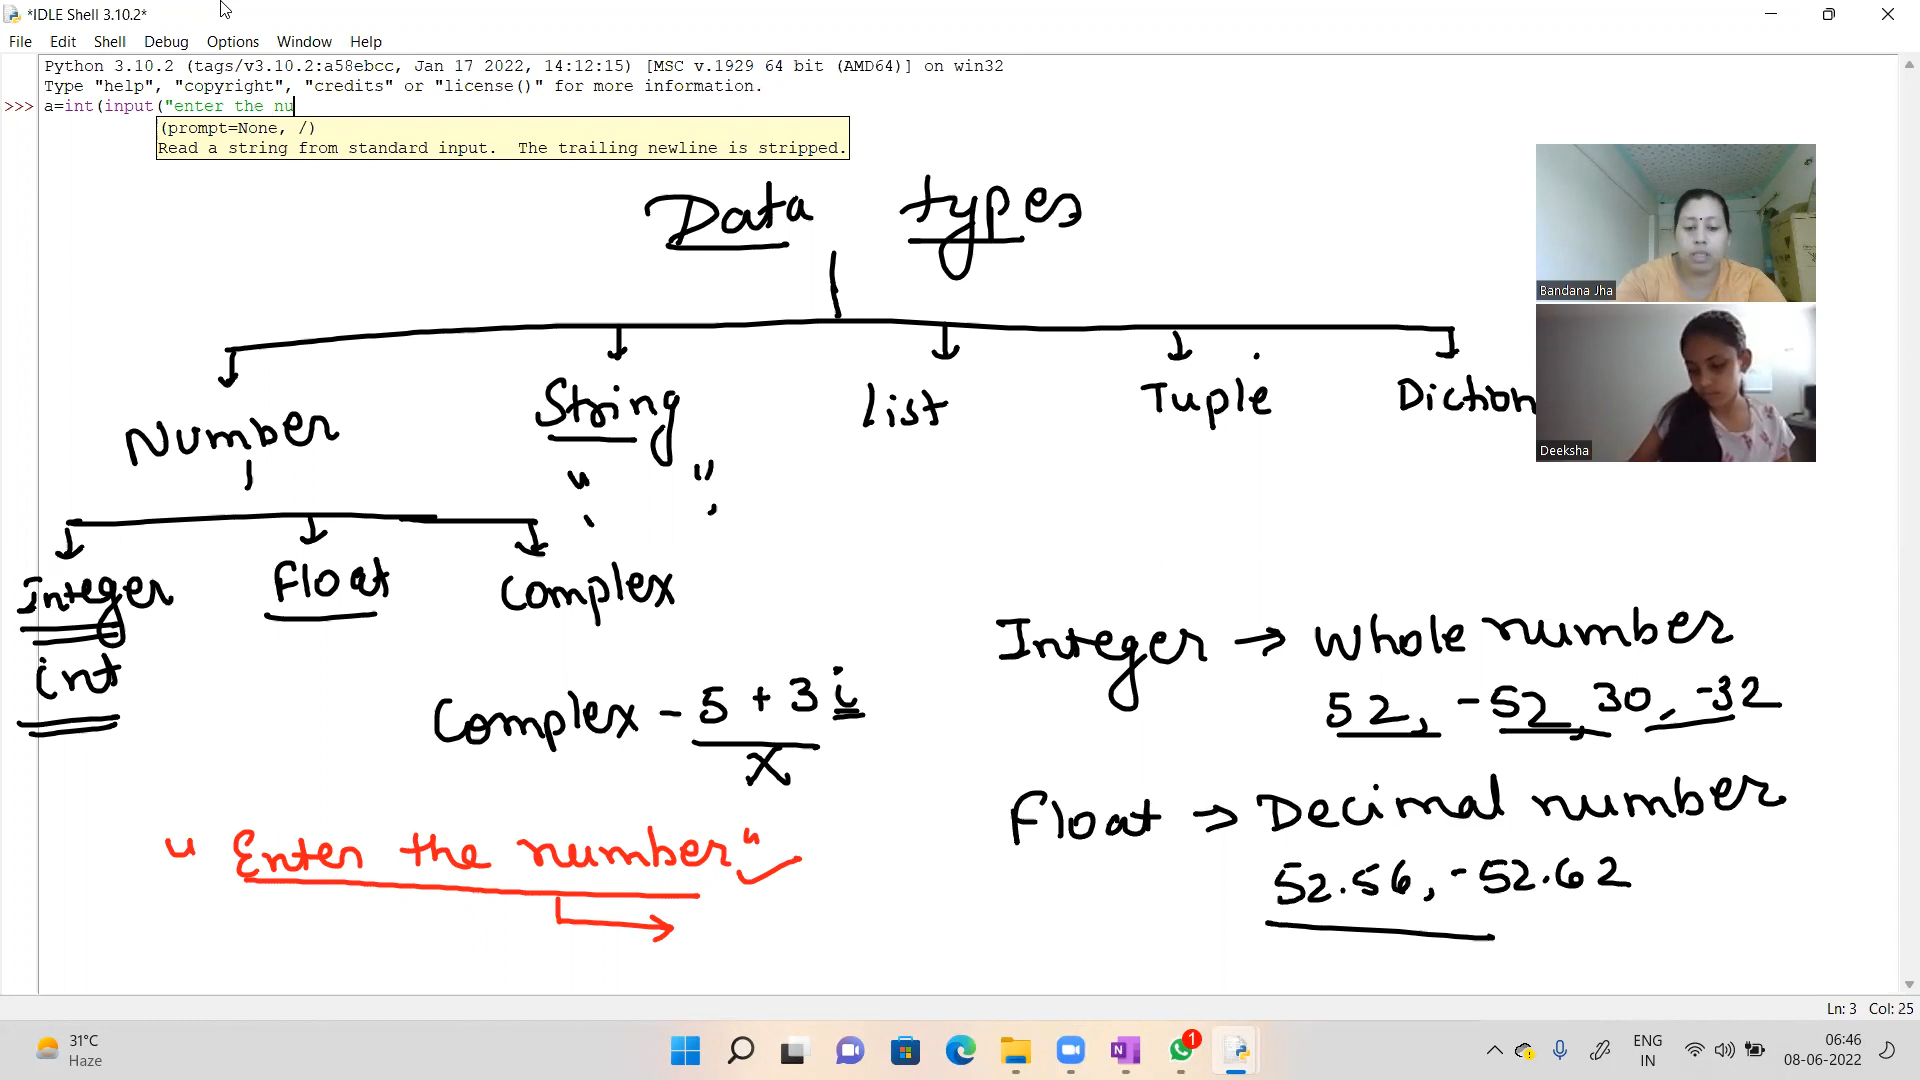 *IDLE Shell 3.10.2*
File Edit Shell Debug Options Window Help
Python 3.10.2 (tags/v3.10.2:a58ebcc, Jan 17 2022, 14:12:15) [MSC v.1929 64 bit (AMD64)] on win32
Type "help", "copyright", "credits" or "license()" for more information.
>>> a=int(input("enter the nu
(prompt=None, /)
Read a string from standard input.  The trailing newline is stripped.
Data types
Bandana Jha
Number String List Tuple Diction
Deeksha
" "
' '
Integer Float Complex
int
Integer → Whole number
52, -52, 30, -32
Complex - 5 + 3i
x
Float → Decimal number
52.56, -52.62
" Enter the number"
Ln: 3 Col: 25
31°C
Haze
1
ENG
IN
06:46
08-06-2022